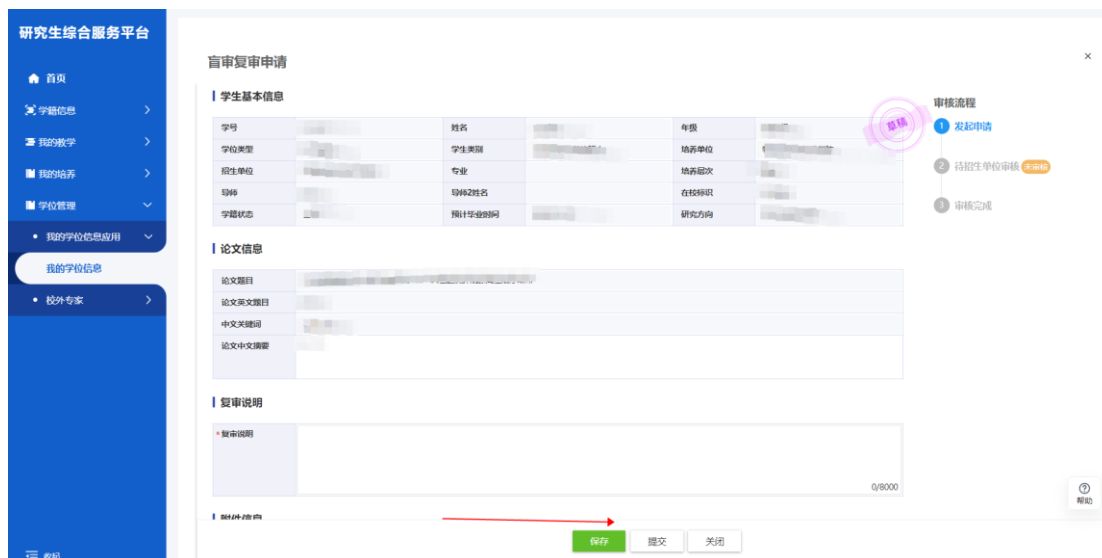 研究生综合服务平台
盲审复审申请
×
首页
学籍信息
我的教学
我的培养
学位管理
我的学位信息应用
我的学位信息
校外专家
收起
学生基本信息
草稿
学号 姓名 年级
学位类型 学生类别 培养单位
招生单位 专业 培养层次
导师 导师2姓名 在校标识
学籍状态 预计毕业时间 研究方向
论文信息
论文题目
论文英文题目
中文关键词
论文中文摘要
复审说明
*复审说明
0/8000
附件信息
保存 提交 关闭
审核流程
1 发起申请
2 待招生单位审核 未审核
3 审核完成
? 帮助